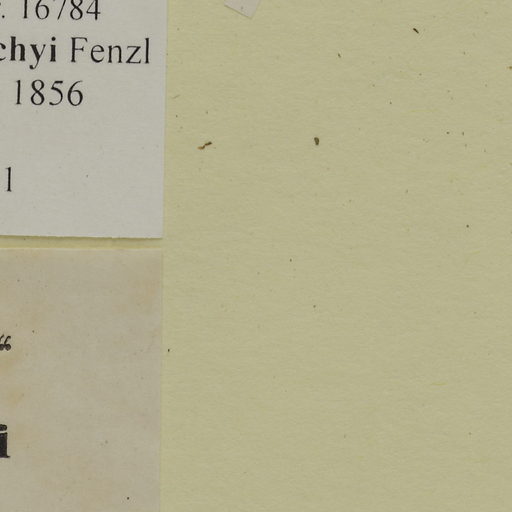 . 16784
chyi Fenzl
1856
1
“
i